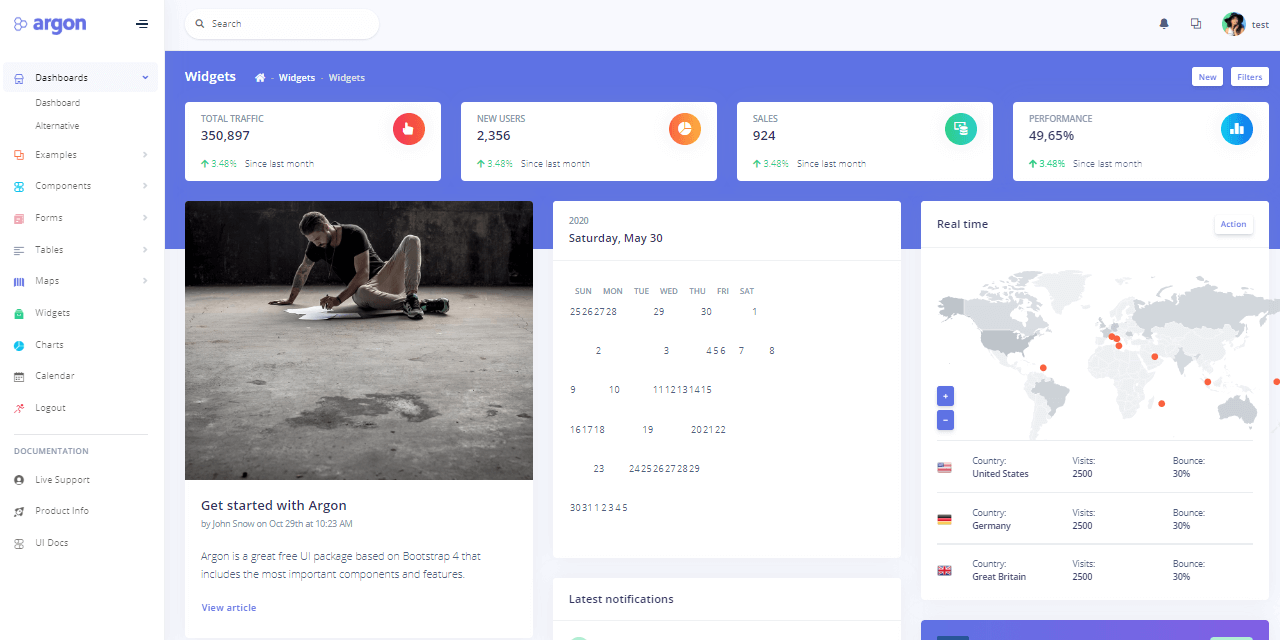 argon
Search
test
Dashboards
Dashboard
Alternative
Examples
Components
Forms
Tables
Maps
Widgets
Charts
Calendar
Logout
DOCUMENTATION
Live Support
Product Info
UI Docs
Widgets - Widgets - Widgets
New Filters
TOTAL TRAFFIC
350,897
3.48% Since last month
NEW USERS
2,356
3.48% Since last month
SALES
924
3.48% Since last month
PERFORMANCE
49,65%
3.48% Since last month
Get started with Argon
by John Snow on Oct 29th at 10:23 AM
Argon is a great free UI package based on Bootstrap 4 that
includes the most important components and features.
View article
2020
Saturday, May 30
SUN MON TUE WED THU FRI SAT
25 26 27 28 29 30 1
2 3 4 5 6 7 8
9 10 11 12 13 14 15
16 17 18 19 20 21 22
23 24 25 26 27 28 29
30 31 1 2 3 4 5
Latest notifications
Real time
Action
+
-
Country: Visits: Bounce:
United States 2500 30%
Country: Visits: Bounce:
Germany 2500 30%
Country: Visits: Bounce:
Great Britain 2500 30%